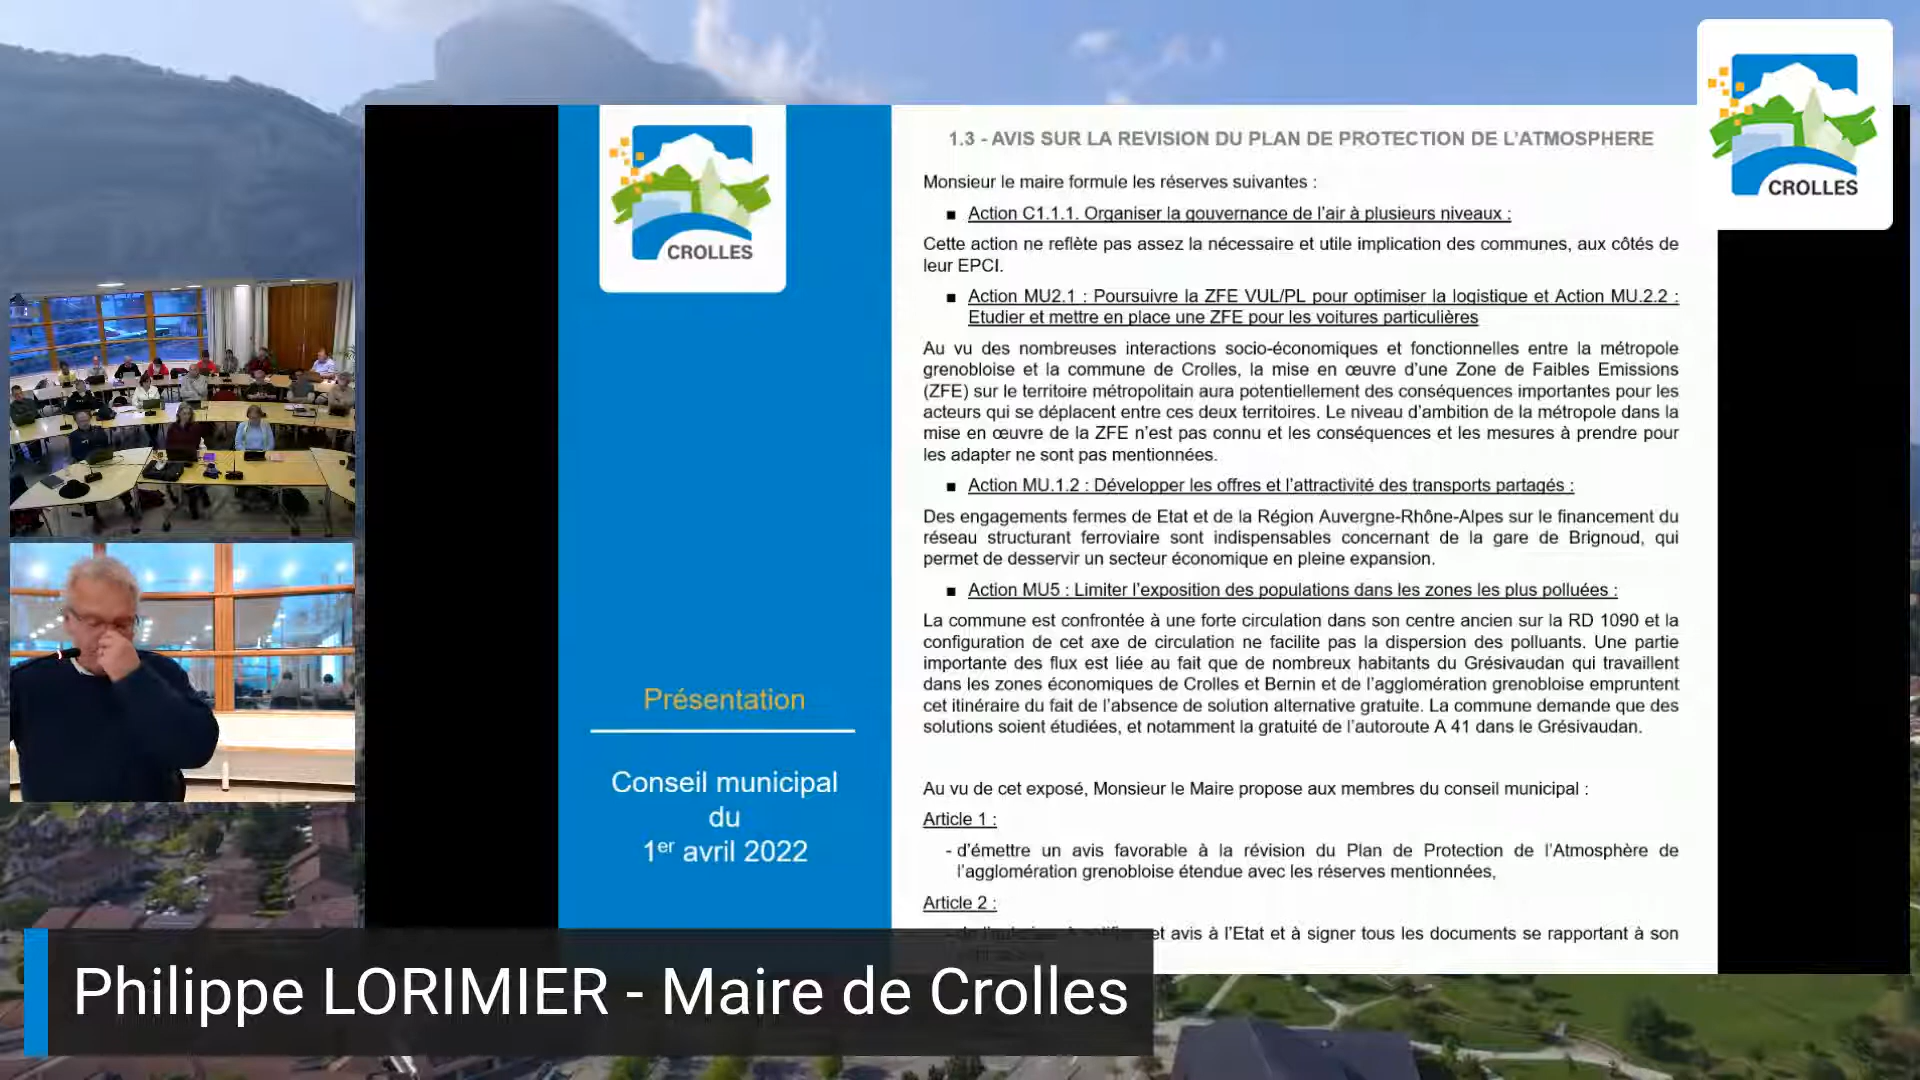 CROLLES
CROLLES
1.3 - AVIS SUR LA REVISION DU PLAN DE PROTECTION DE L'ATMOSPHERE
Monsieur le maire formule les réserves suivantes :
■ Action C1.1.1. Organiser la gouvernance de l'air à plusieurs niveaux :
Cette action ne reflète pas assez la nécessaire et utile implication des communes, aux côtés de
leur EPCI.
■ Action MU2.1 : Poursuivre la ZFE VUL/PL pour optimiser la logistique et Action MU.2.2 :
Etudier et mettre en place une ZFE pour les voitures particulières
Au vu des nombreuses interactions socio-économiques et fonctionnelles entre la métropole
grenobloise et la commune de Crolles, la mise en œuvre d'une Zone de Faibles Emissions
(ZFE) sur le territoire métropolitain aura potentiellement des conséquences importantes pour les
acteurs qui se déplacent entre ces deux territoires. Le niveau d'ambition de la métropole dans la
mise en œuvre de la ZFE n'est pas connu et les conséquences et les mesures à prendre pour
les adapter ne sont pas mentionnées.
■ Action MU.1.2 : Développer les offres et l'attractivité des transports partagés :
Des engagements fermes de Etat et de la Région Auvergne-Rhône-Alpes sur le financement du
réseau structurant ferroviaire sont indispensables concernant de la gare de Brignoud, qui
permet de desservir un secteur économique en pleine expansion.
■ Action MU5 : Limiter l'exposition des populations dans les zones les plus polluées :
La commune est confrontée à une forte circulation dans son centre ancien sur la RD 1090 et la
configuration de cet axe de circulation ne facilite pas la dispersion des polluants. Une partie
importante des flux est liée au fait que de nombreux habitants du Grésivaudan qui travaillent
dans les zones économiques de Crolles et Bernin et de l'agglomération grenobloise empruntent
cet itinéraire du fait de l'absence de solution alternative gratuite. La commune demande que des
solutions soient étudiées, et notamment la gratuité de l'autoroute A 41 dans le Grésivaudan.
Au vu de cet exposé, Monsieur le Maire propose aux membres du conseil municipal :
Article 1 :
- d'émettre un avis favorable à la révision du Plan de Protection de l'Atmosphère de
l'agglomération grenobloise étendue avec les réserves mentionnées,
Article 2 :
et avis à l'Etat et à signer tous les documents se rapportant à son
Présentation
Conseil municipal
du
1er avril 2022
Philippe LORIMIER - Maire de Crolles